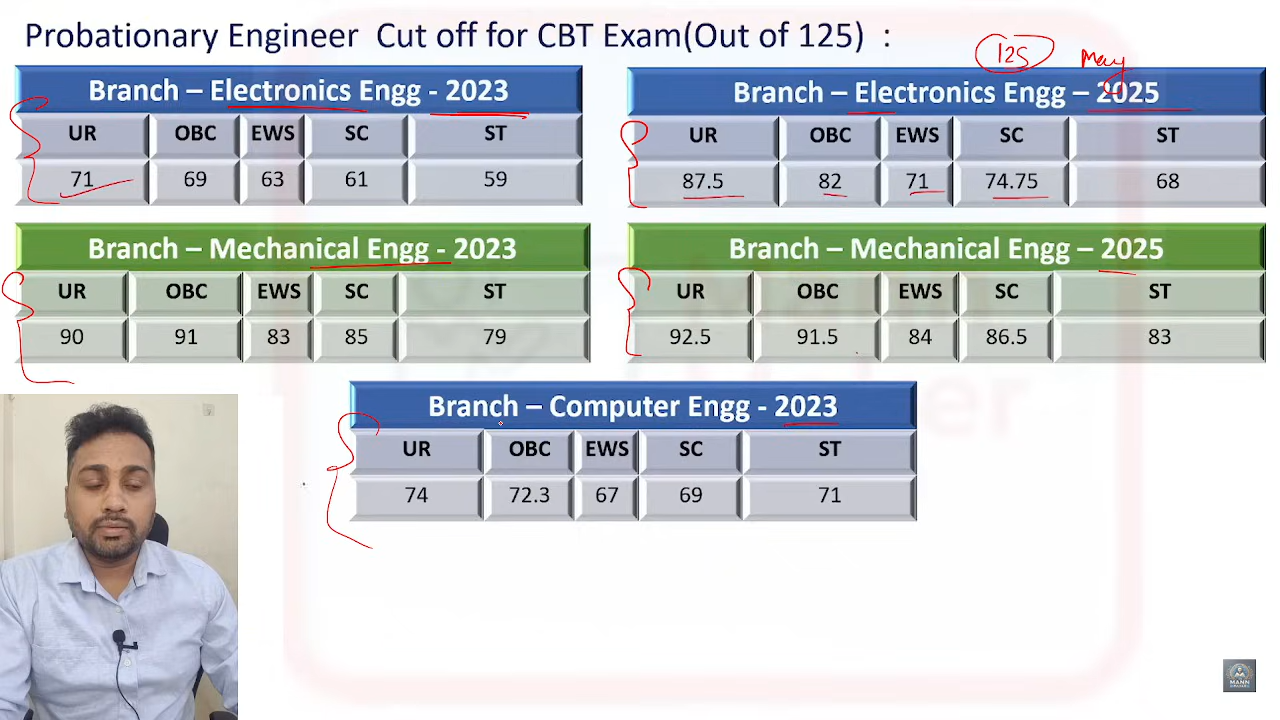 Probationary Engineer Cut off for CBT Exam(Out of 125) :
125 May
Branch – Electronics Engg - 2023
UR OBC EWS SC ST
71 69 63 61 59
Branch – Electronics Engg – 2025
UR OBC EWS SC ST
87.5 82 71 74.75 68
Branch – Mechanical Engg - 2023
UR OBC EWS SC ST
90 91 83 85 79
Branch – Mechanical Engg – 2025
UR OBC EWS SC ST
92.5 91.5 84 86.5 83
Branch – Computer Engg - 2023
UR OBC EWS SC ST
74 72.3 67 69 71
MANN